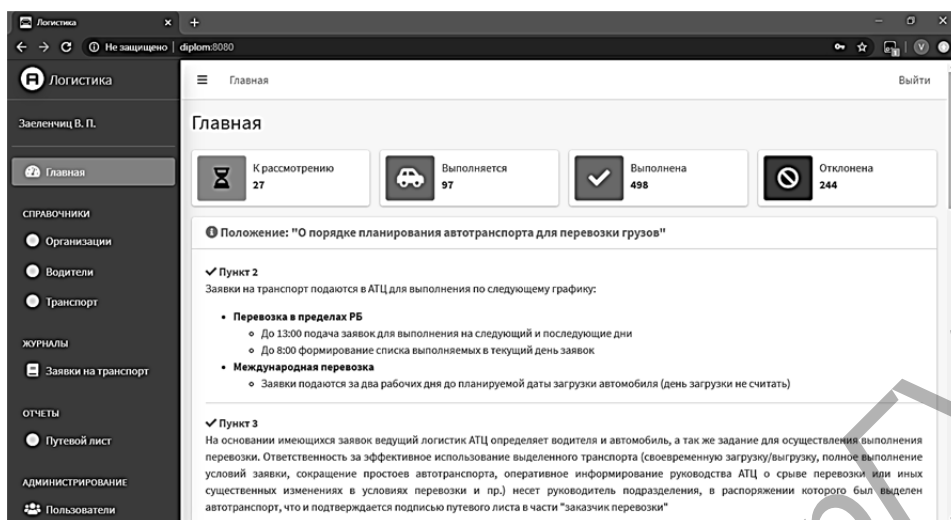 Логистика
Не защищено | diplom:8080
Логистика
Главная
Выйти
Заеленчиц В. П.
Главная
К рассмотрению
27
Выполняется
97
Выполнена
498
Отклонена
244
Главная
СПРАВОЧНИКИ
Организации
Водители
Транспорт
ЖУРНАЛЫ
Заявки на транспорт
ОТЧЕТЫ
Путевой лист
АДМИНИСТРИРОВАНИЕ
Пользователи
Положение: "О порядке планирования автотранспорта для перевозки грузов"
Пункт 2
Заявки на транспорт подаются в АТЦ для выполнения по следующему графику:
Перевозка в пределах РБ
До 13:00 подача заявок для выполнения на следующий и последующие дни
До 8:00 формирование списка выполняемых в текущий день заявок
Международная перевозка
Заявки подаются за два рабочих дня до планируемой даты загрузки автомобиля (день загрузки не считать)
Пункт 3
На основании имеющихся заявок ведущий логистик АТЦ определяет водителя и автомобиль, а так же задание для осуществления выполнения
перевозки. Ответственность за эффективное использование выделенного транспорта (своевременную загрузку/выгрузку, полное выполнение
условий заявки, сокращение простоев автотранспорта, оперативное информирование руководства АТЦ о срыве перевозки или иных
существенных изменениях в условиях перевозки и пр.) несет руководитель подразделения, в распоряжении которого был выделен
автотранспорт, что и подтверждается подписью путевого листа в части "заказчик перевозки"